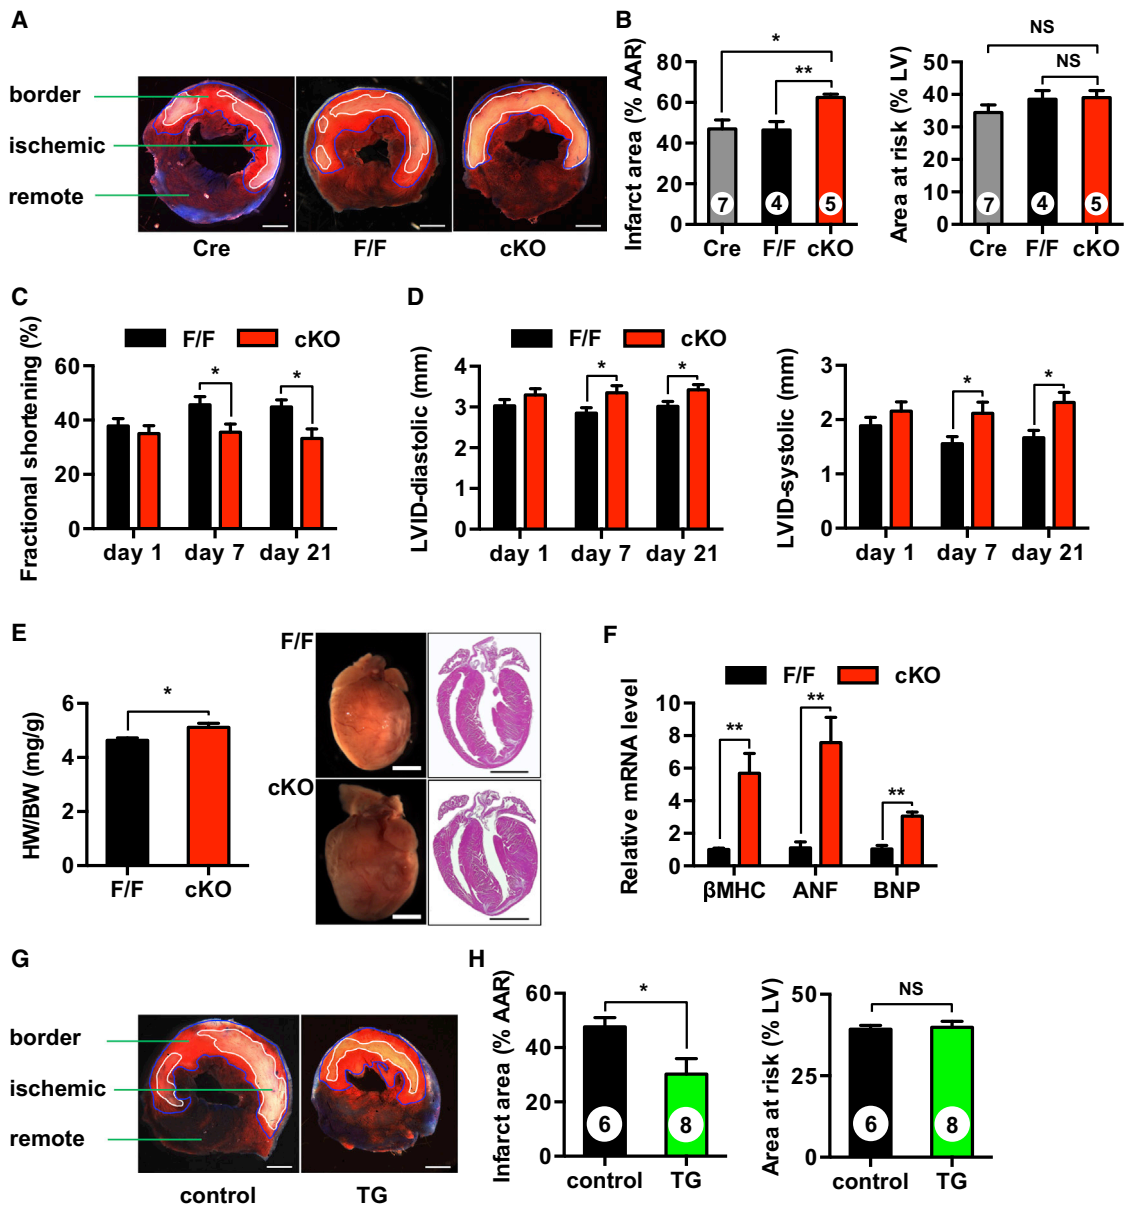 A
border
ischemic
remote
Cre
F/F
cKO
B
Infarct area (% AAR)
80
60
40
20
0
*
**
7
4
5
Cre
F/F
cKO
Area at risk (% LV)
50
40
30
20
10
0
NS
NS
7
4
5
Cre
F/F
cKO
C
F/F
cKO
Fractional shortening (%)
60
40
20
0
*
*
day 1
day 7
day 21
D
F/F
cKO
LVID-diastolic (mm)
4
3
2
1
0
*
*
day 1
day 7
day 21
LVID-systolic (mm)
3
2
1
0
*
*
day 1
day 7
day 21
E
HW/BW (mg/g)
6
4
2
0
*
F/F
cKO
F/F
cKO
F
F/F
cKO
Relative mRNA level
10
8
6
4
2
0
**
**
**
βMHC
ANF
BNP
G
border
ischemic
remote
control
TG
H
Infarct area (% AAR)
60
40
20
0
*
6
8
control
TG
Area at risk (% LV)
50
25
0
NS
6
8
control
TG